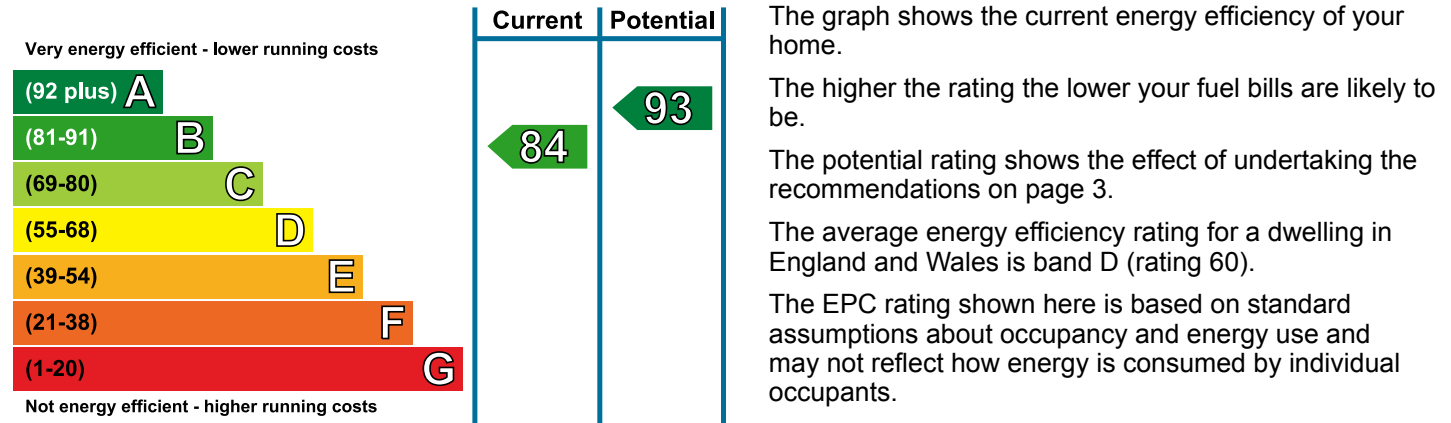 Current Potential
Very energy efficient - lower running costs
(92 plus) A
(81-91) B
(69-80) C
(55-68) D
(39-54) E
(21-38) F
(1-20) G
Not energy efficient - higher running costs
84
93
The graph shows the current energy efficiency of your
home.
The higher the rating the lower your fuel bills are likely to
be.
The potential rating shows the effect of undertaking the
recommendations on page 3.
The average energy efficiency rating for a dwelling in
England and Wales is band D (rating 60).
The EPC rating shown here is based on standard
assumptions about occupancy and energy use and
may not reflect how energy is consumed by individual
occupants.